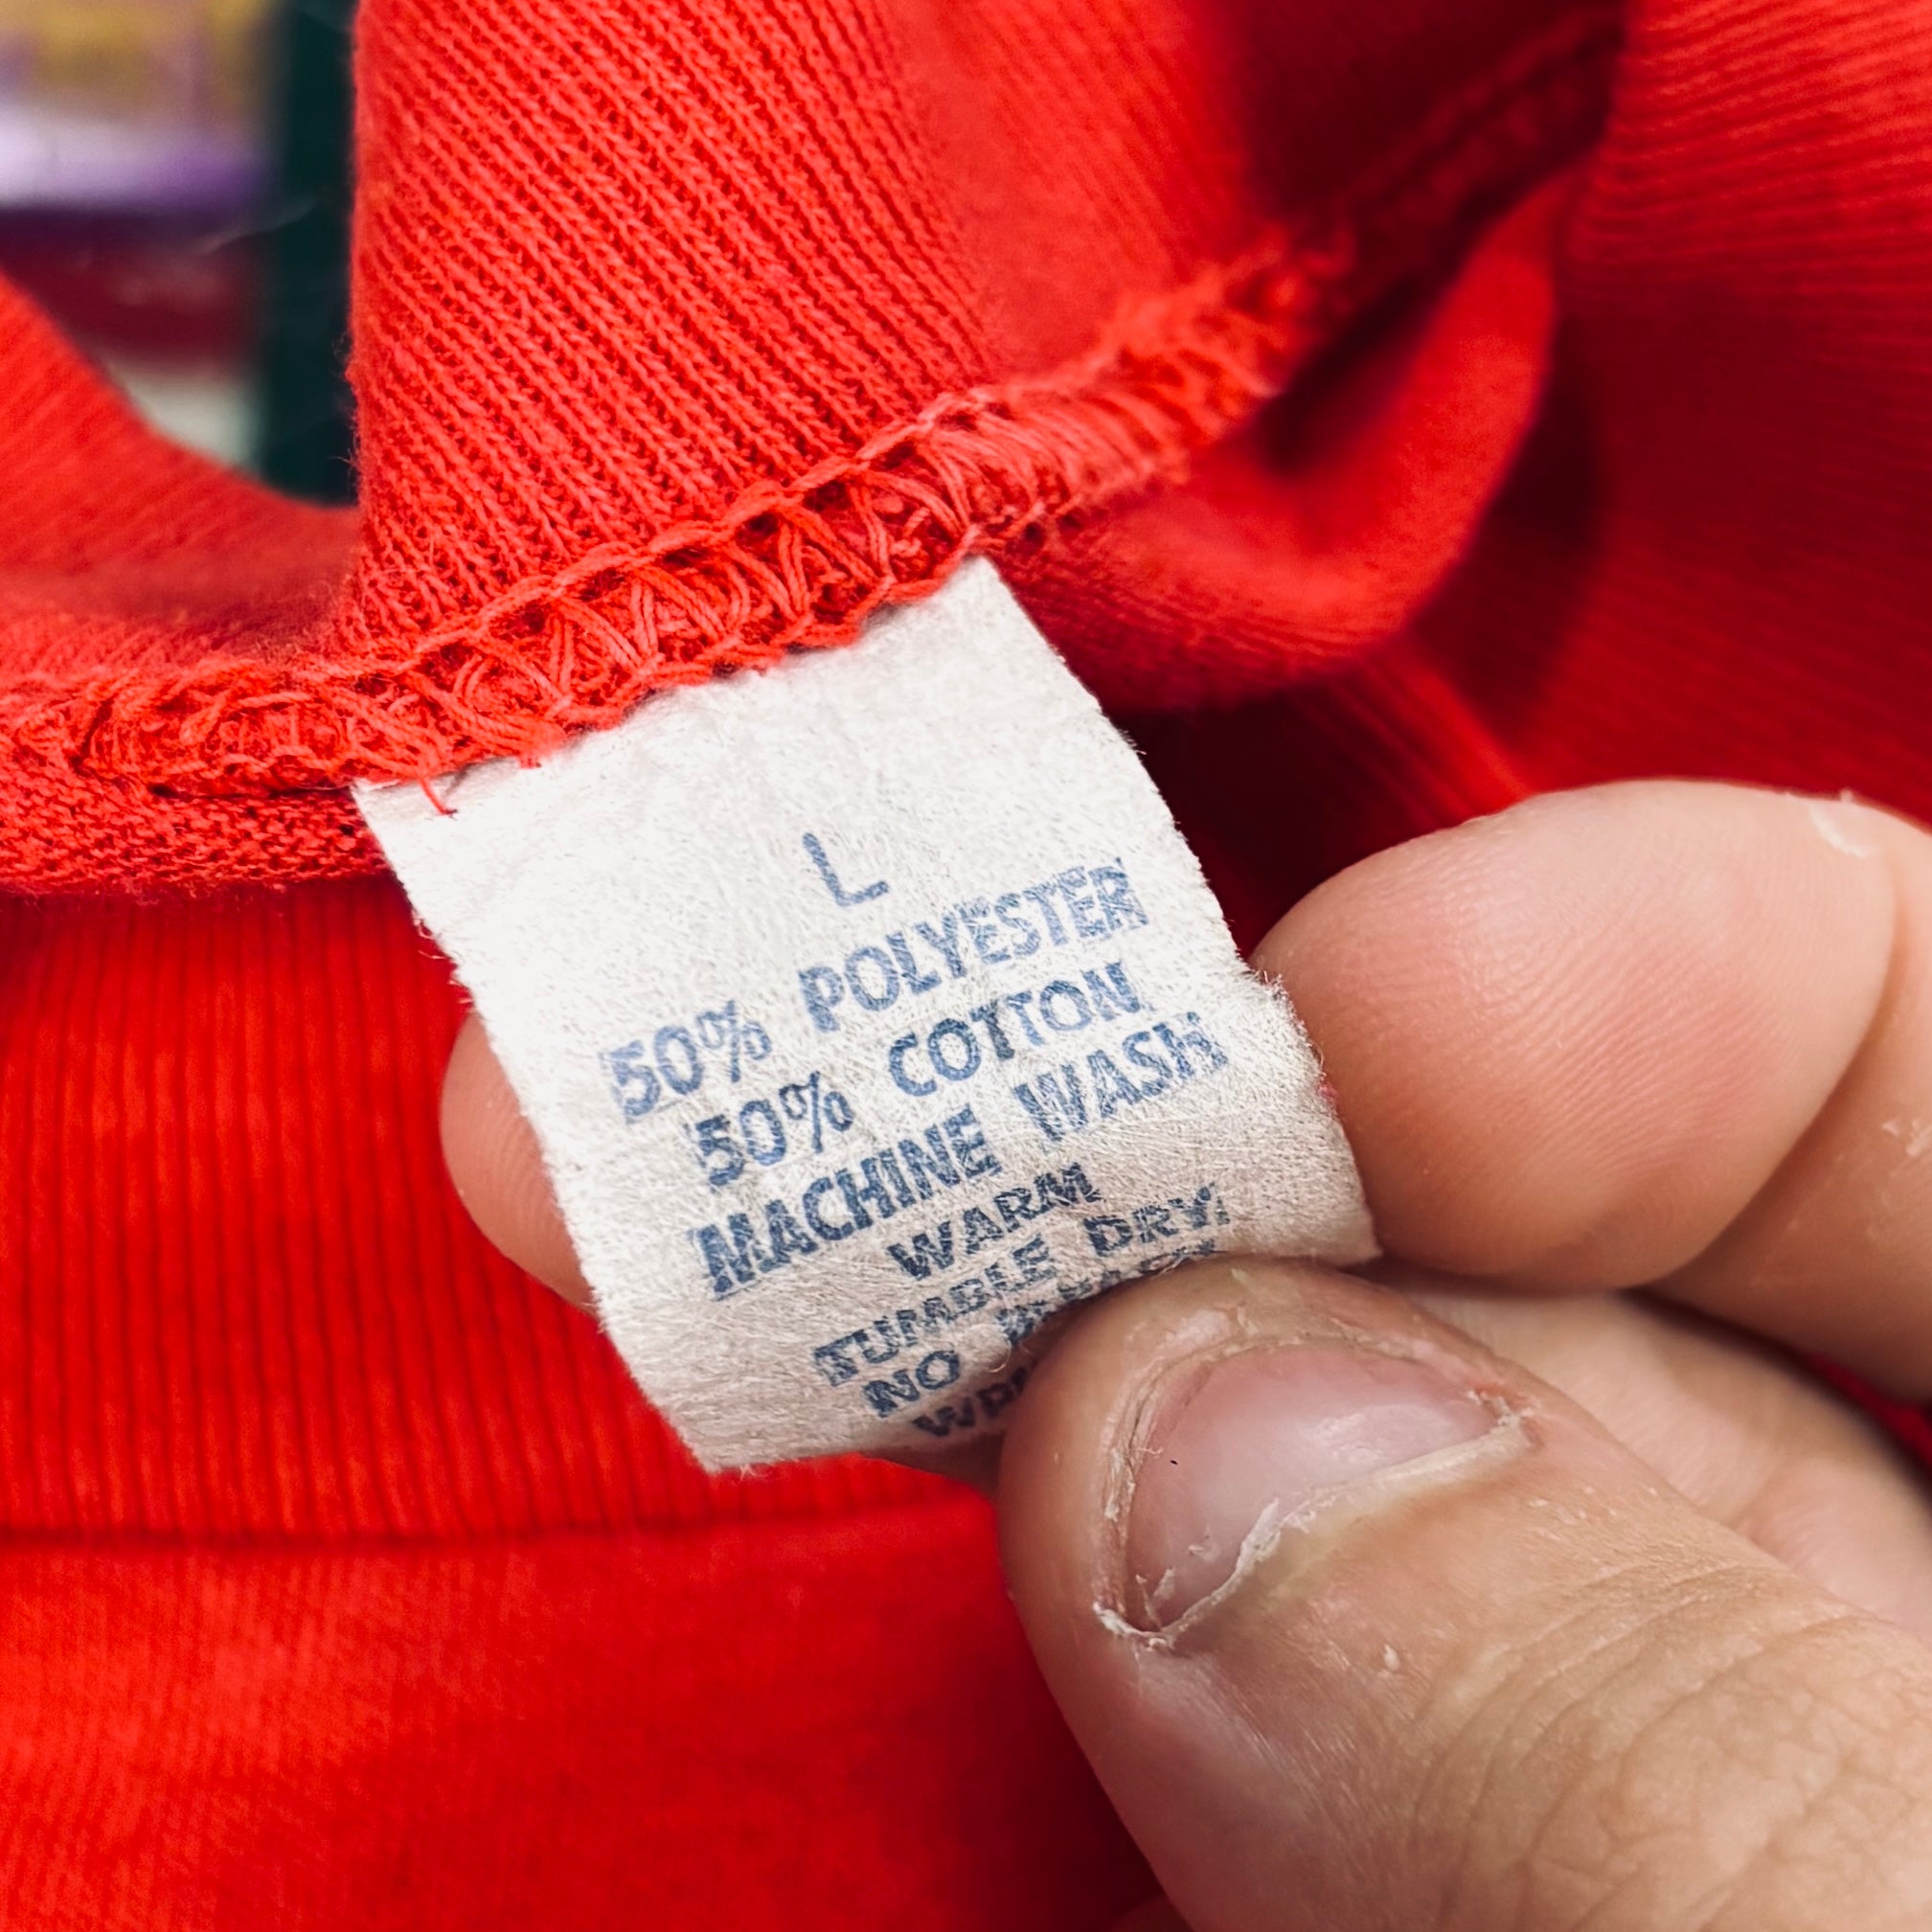 L
50% POLYESTER
50% COTTON
MACHINE WASH
WARM
TUMBLE DRY
NO